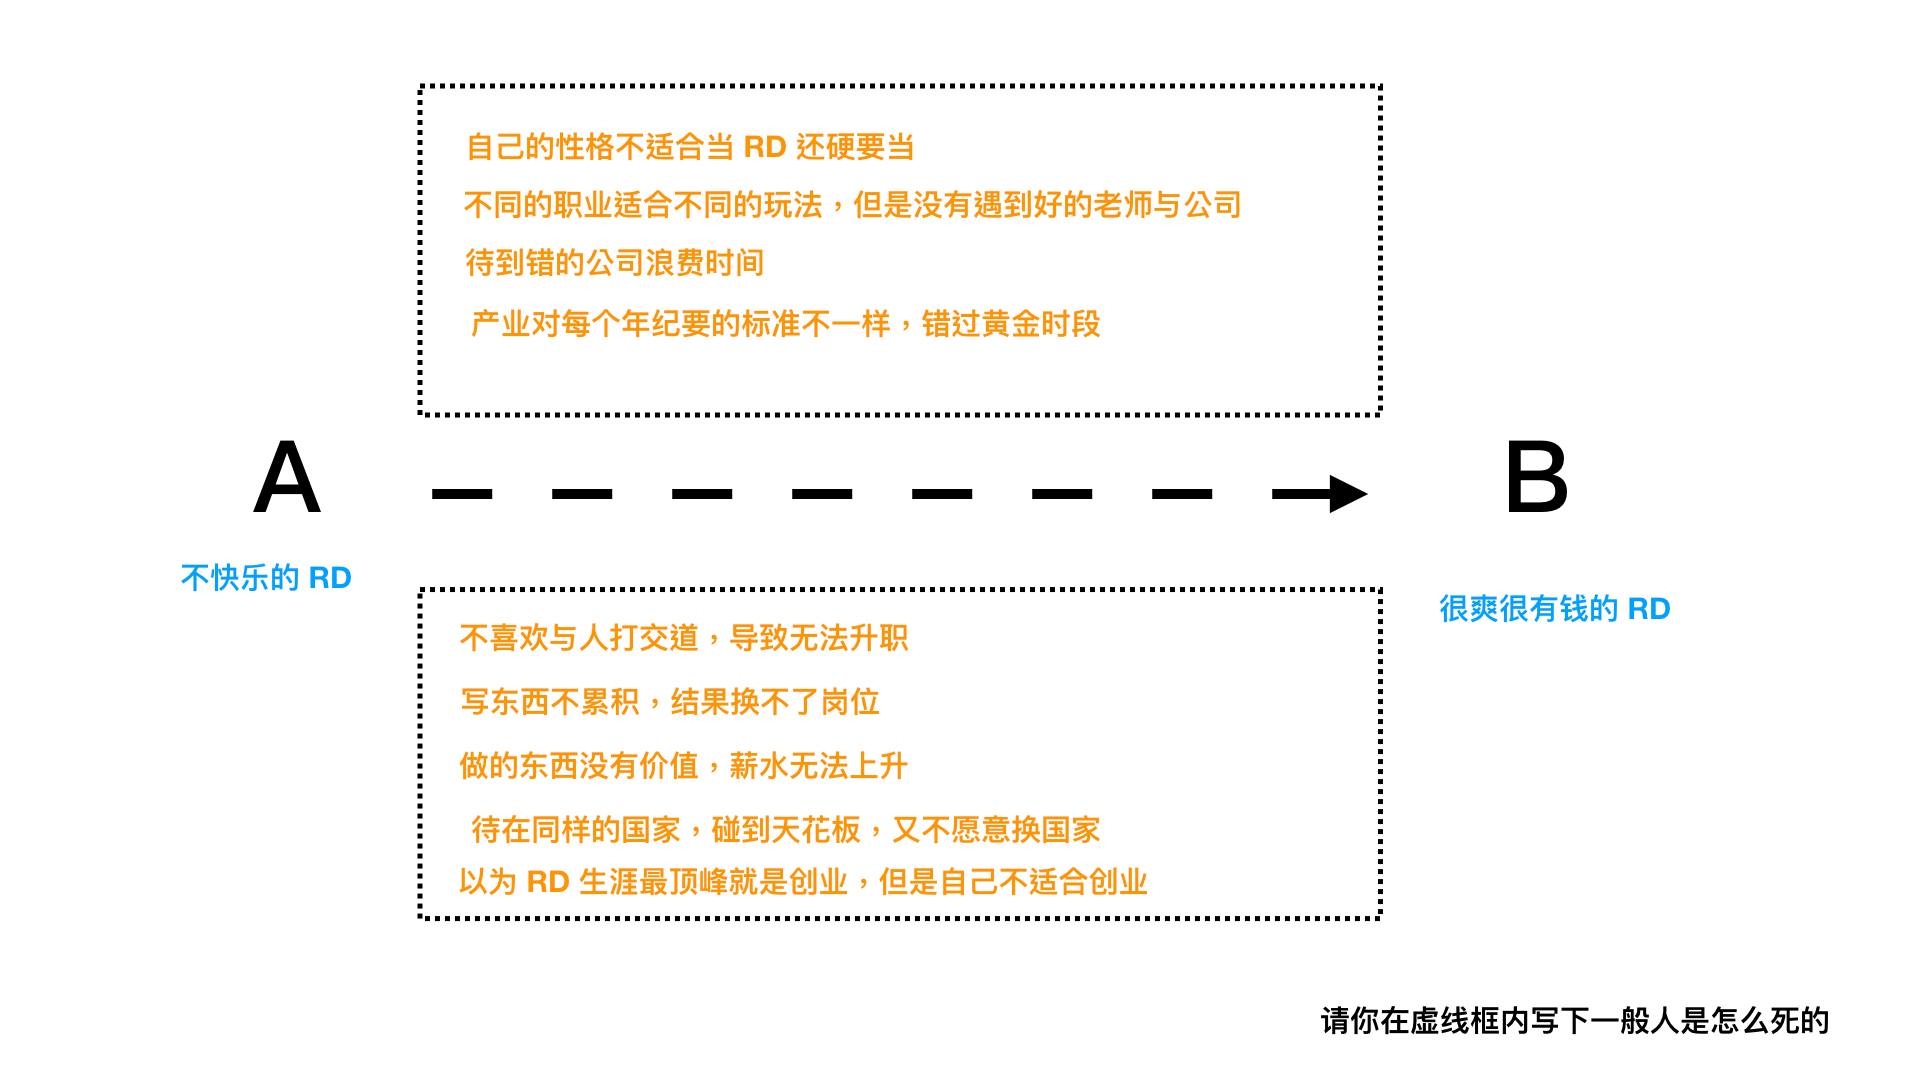 自己的性格不适合当 RD 还硬要当
不同的职业适合不同的玩法，但是没有遇到好的老师与公司
待到错的公司浪费时间
产业对每个年纪要的标准不一样，错过黄金时段
A
B
不快乐的 RD
很爽很有钱的 RD
不喜欢与人打交道，导致无法升职
写东西不累积，结果换不了岗位
做的东西没有价值，薪水无法上升
待在同样的国家，碰到天花板，又不愿意换国家
以为 RD 生涯最顶峰就是创业，但是自己不适合创业
请你在虚线框内写下一般人是怎么死的